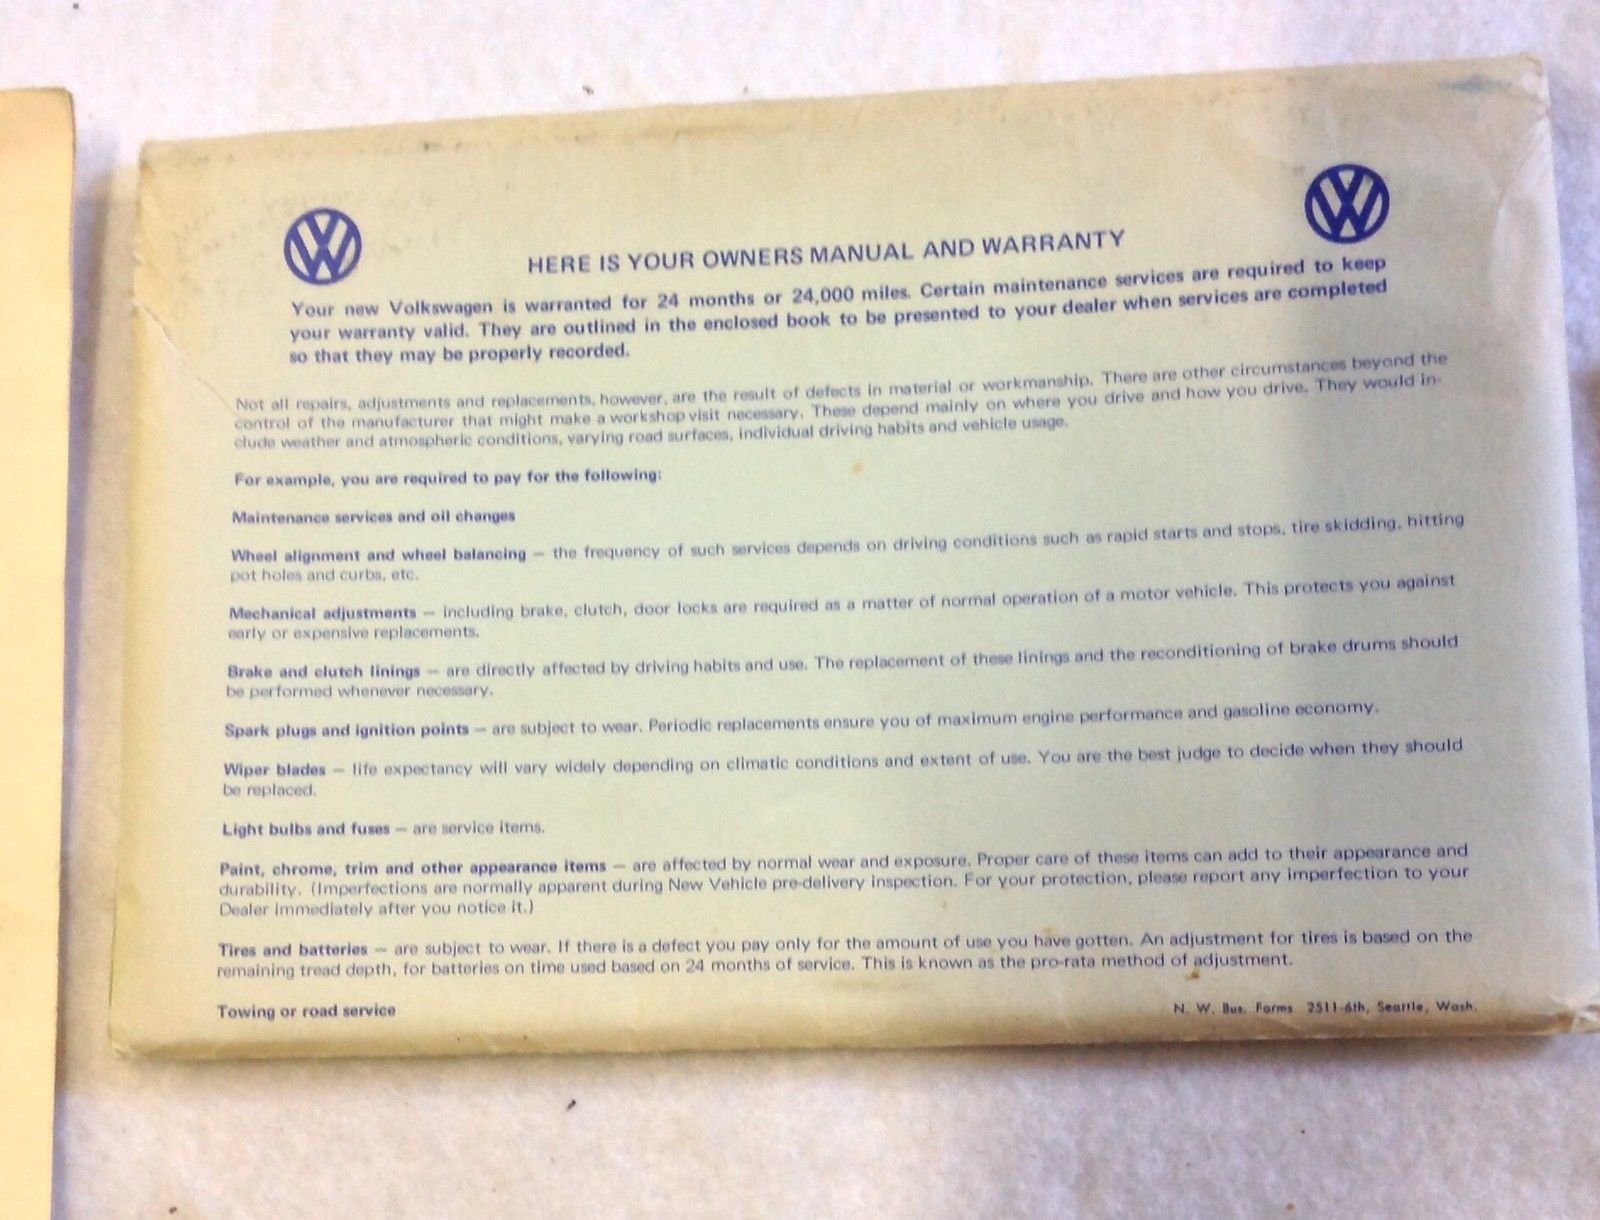 HERE IS YOUR OWNERS MANUAL AND WARRANTY
Your new Volkswagen is warranted for 24 months or 24,000 miles. Certain maintenance services are required to keep
your warranty valid. They are outlined in the enclosed book to be presented to your dealer when services are completed
so that they may be properly recorded.
Not all repairs, adjustments and replacements, however, are the result of defects in material or workmanship. There are other circumstances beyond the
control of the manufacturer that might make a workshop visit necessary. These depend mainly on where you drive and how you drive. They would in-
clude weather and atmospheric conditions, varying road surfaces, individual driving habits and vehicle usage.
For example, you are required to pay for the following:
Maintenance services and oil changes
Wheel alignment and wheel balancing — the frequency of such services depends on driving conditions such as rapid starts and stops, tire skidding, hitting
pot holes and curbs, etc.
Mechanical adjustments — including brake, clutch, door locks are required as a matter of normal operation of a motor vehicle. This protects you against
early or expensive replacements.
Brake and clutch linings — are directly affected by driving habits and use. The replacement of these linings and the reconditioning of brake drums should
be performed whenever necessary.
Spark plugs and ignition points — are subject to wear. Periodic replacements ensure you of maximum engine performance and gasoline economy.
Wiper blades — life expectancy will vary widely depending on climatic conditions and extent of use. You are the best judge to decide when they should
be replaced.
Light bulbs and fuses — are service items.
Paint, chrome, trim and other appearance items — are affected by normal wear and exposure. Proper care of these items can add to their appearance and
durability. (Imperfections are normally apparent during New Vehicle pre-delivery inspection. For your protection, please report any imperfection to your
Dealer immediately after you notice it.)
Tires and batteries — are subject to wear. If there is a defect you pay only for the amount of use you have gotten. An adjustment for tires is based on the
remaining tread depth, for batteries on time used based on 24 months of service. This is known as the pro-rata method of adjustment.
Towing or road service
N. W. Bus. Forms 2511-6th, Seattle, Wash.